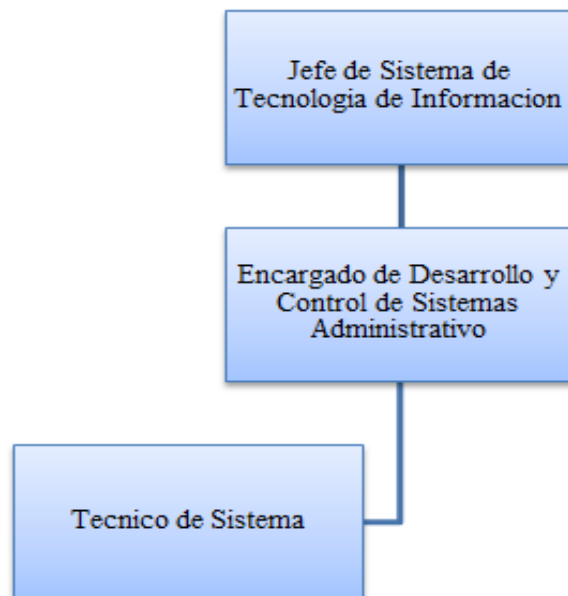 Jefe de Sistema de
Tecnologia de Informacion
Encargado de Desarrollo y
Control de Sistemas
Administrativo
Tecnico de Sistema